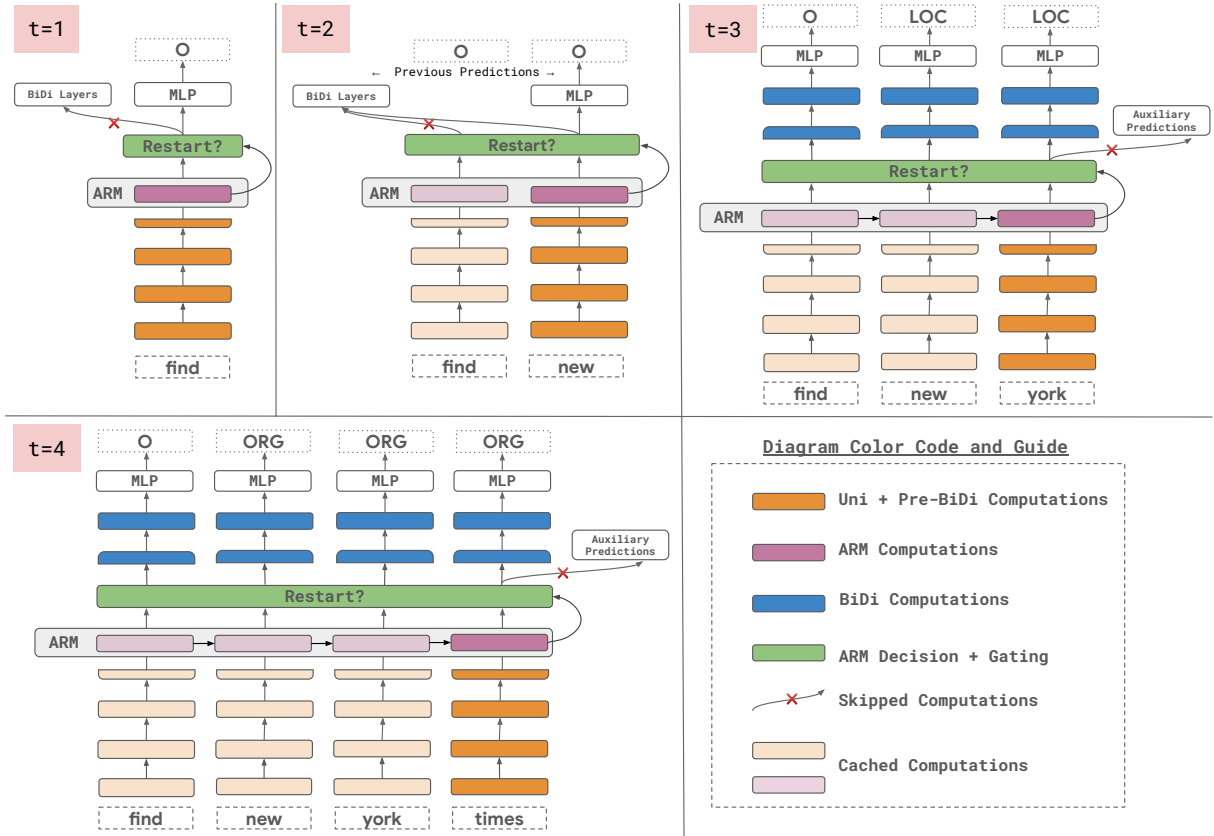 t=1
O
MLP
BiDi Layers
Restart?
ARM
find
t=2
O
O
← Previous Predictions →
BiDi Layers
MLP
Restart?
ARM
find
new
t=3
O
LOC
LOC
MLP
MLP
MLP
Auxiliary
Predictions
Restart?
ARM
find
new
york
t=4
O
ORG
ORG
ORG
MLP
MLP
MLP
MLP
Auxiliary
Predictions
Restart?
ARM
find
new
york
times
Diagram Color Code and Guide
Uni + Pre-BiDi Computations
ARM Computations
BiDi Computations
ARM Decision + Gating
Skipped Computations
Cached Computations